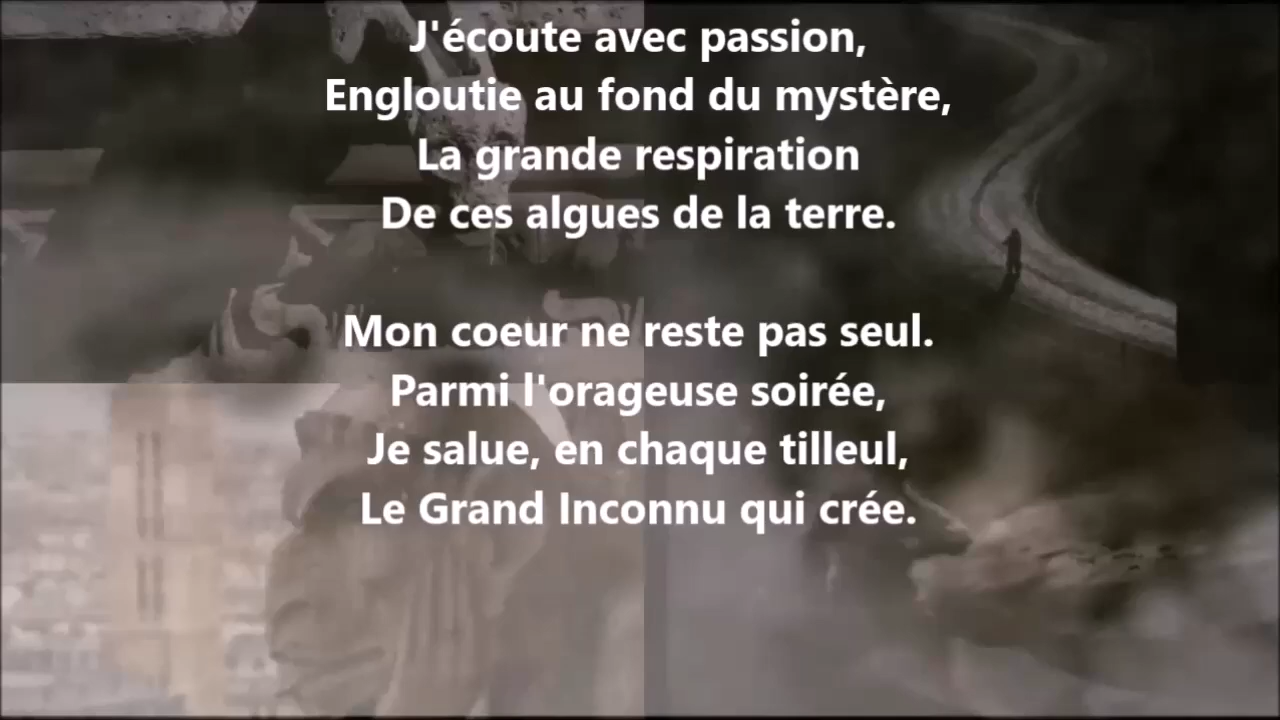 J'écoute avec passion,
Engloutie au fond du mystère,
La grande respiration
De ces algues de la terre.
Mon coeur ne reste pas seul.
Parmi l'orageuse soirée,
Je salue, en chaque tilleul,
Le Grand Inconnu qui crée.